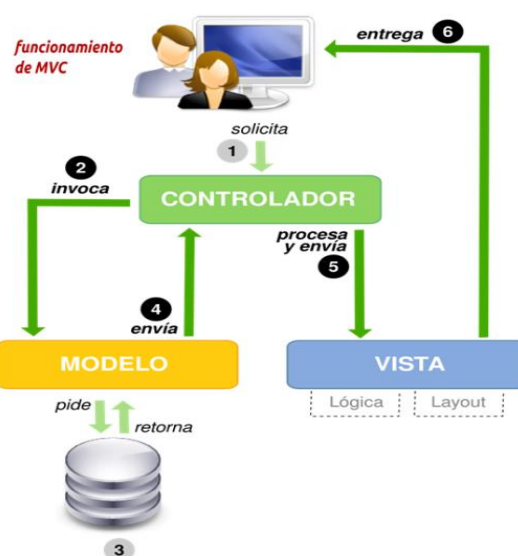 funcionamiento
de MVC
entrega 6
solicita
1
2
invoca
CONTROLADOR
procesa
y envía
5
4
envía
MODELO
VISTA
Lógica
Layout
pide
retorna
3